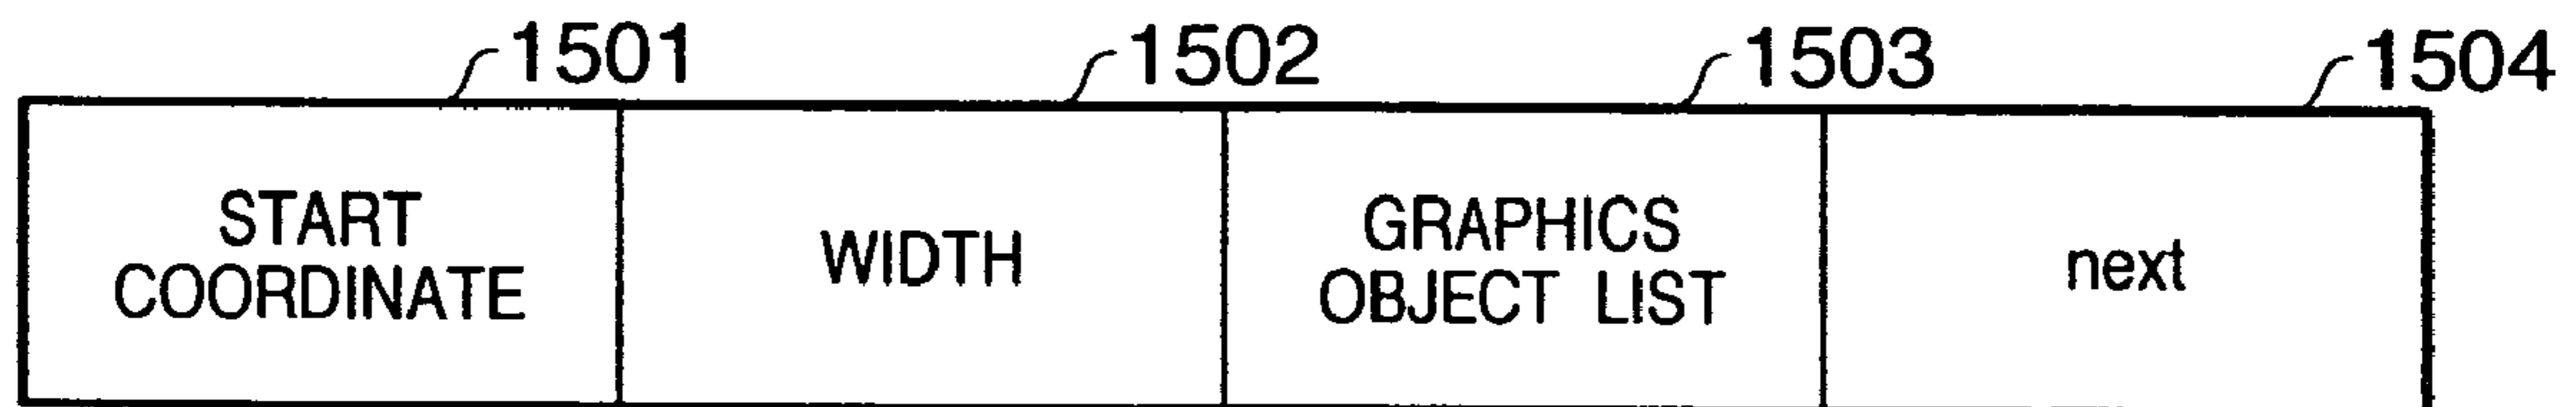 1501 1502 1503 1504
START
COORDINATE
WIDTH
GRAPHICS
OBJECT LIST
next